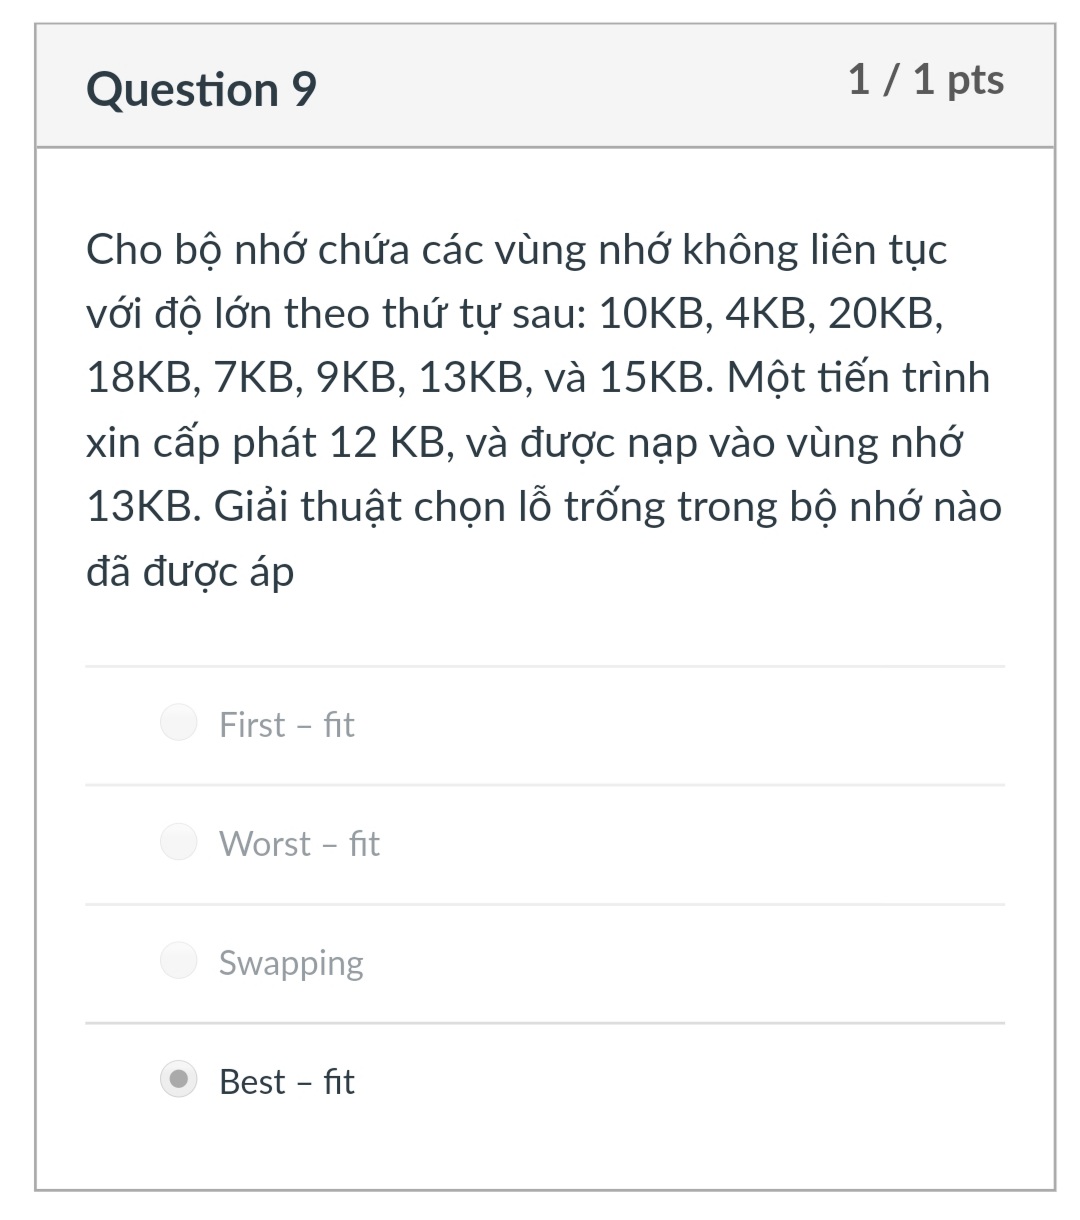 Question 9
1 / 1 pts
Cho bộ nhớ chứa các vùng nhớ không liên tục
với độ lớn theo thứ tự sau: 10KB, 4KB, 20KB,
18KB, 7KB, 9KB, 13KB, và 15KB. Một tiến trình
xin cấp phát 12 KB, và được nạp vào vùng nhớ
13KB. Giải thuật chọn lỗ trống trong bộ nhớ nào
đã được áp
First – fit
Worst – fit
Swapping
Best – fit